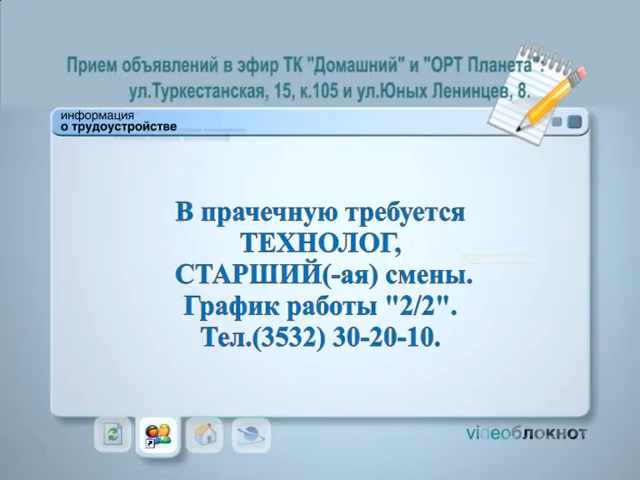 Прием объявлений в эфир ТК "Домашний" и "ОРТ Планета":
ул.Туркестанская, 15, к.105 и ул.Юных Ленинцев, 8.
информация
о трудоустройстве
В прачечную требуется
ТЕХНОЛОГ,
СТАРШИЙ(-ая) смены.
График работы "2/2".
Тел.(3532) 30-20-10.
videoблокнот